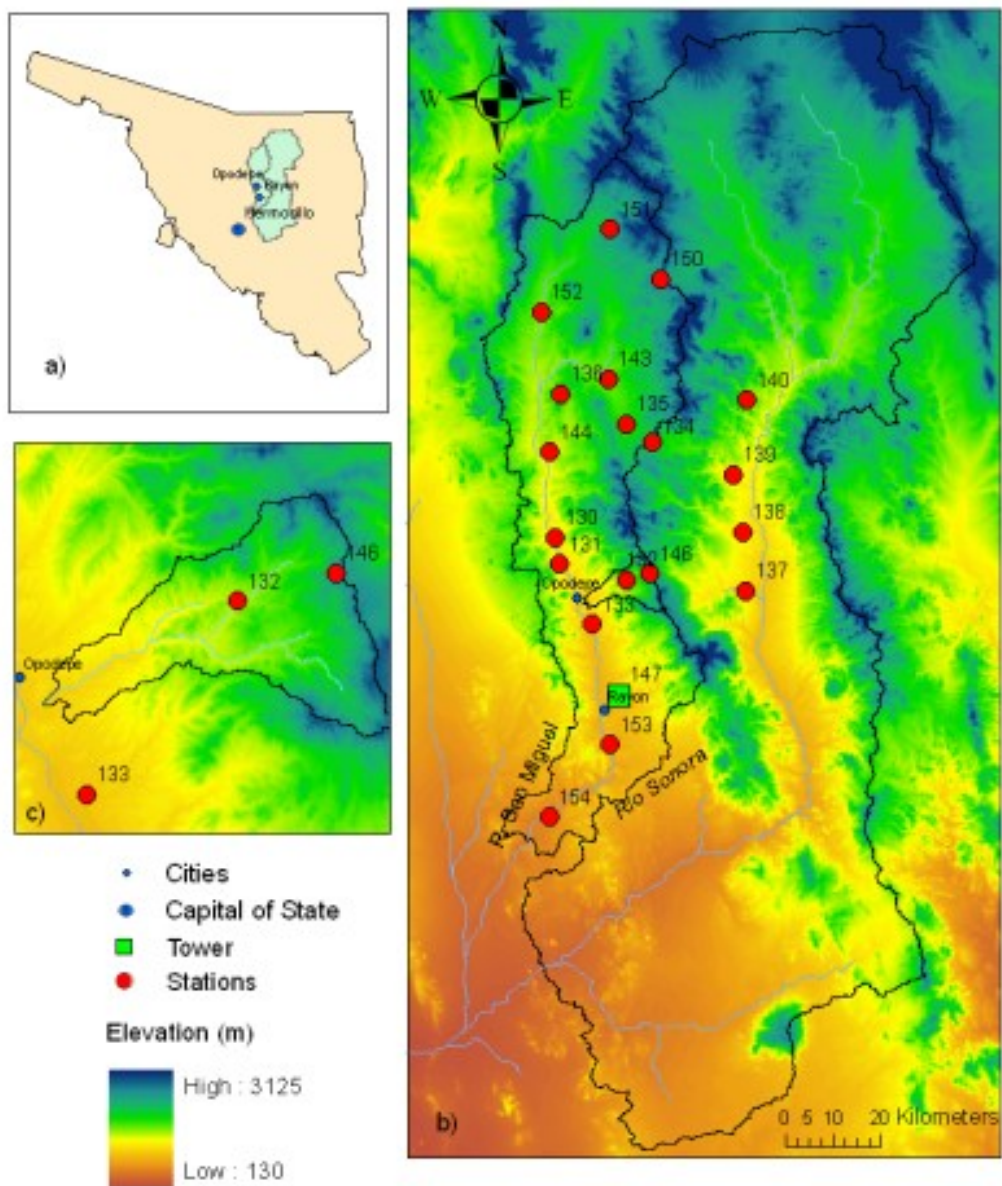 Opodepe
Rayon
Hermosillo
a)
N
W E
S
151
150
152
143
136
140
135
134
144
139
138
130
131
146
132
137
Opodepe
133
147
Rayon
153
R. San Miguel
Rio Sonora
154
b)
0 5 10 20 Kilometers
146
132
Opodepe
133
c)
Cities
Capital of State
Tower
Stations
Elevation (m)
High : 3125
Low : 130